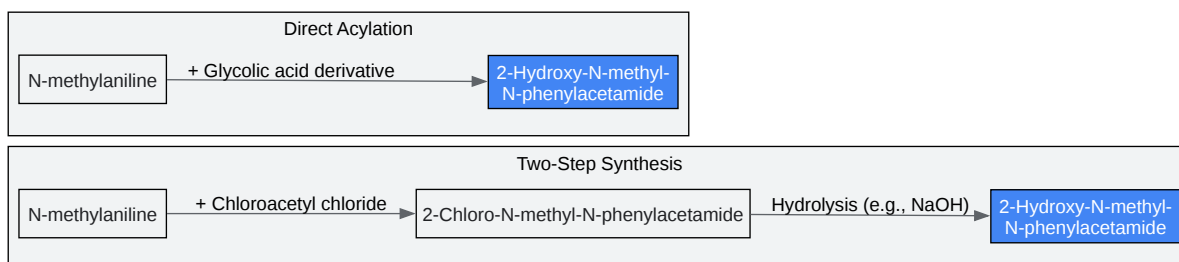 Direct Acylation
N-methylaniline
+ Glycolic acid derivative
2-Hydroxy-N-methyl-
N-phenylacetamide
Two-Step Synthesis
N-methylaniline
+ Chloroacetyl chloride
2-Chloro-N-methyl-N-phenylacetamide
Hydrolysis (e.g., NaOH)
2-Hydroxy-N-methyl-
N-phenylacetamide